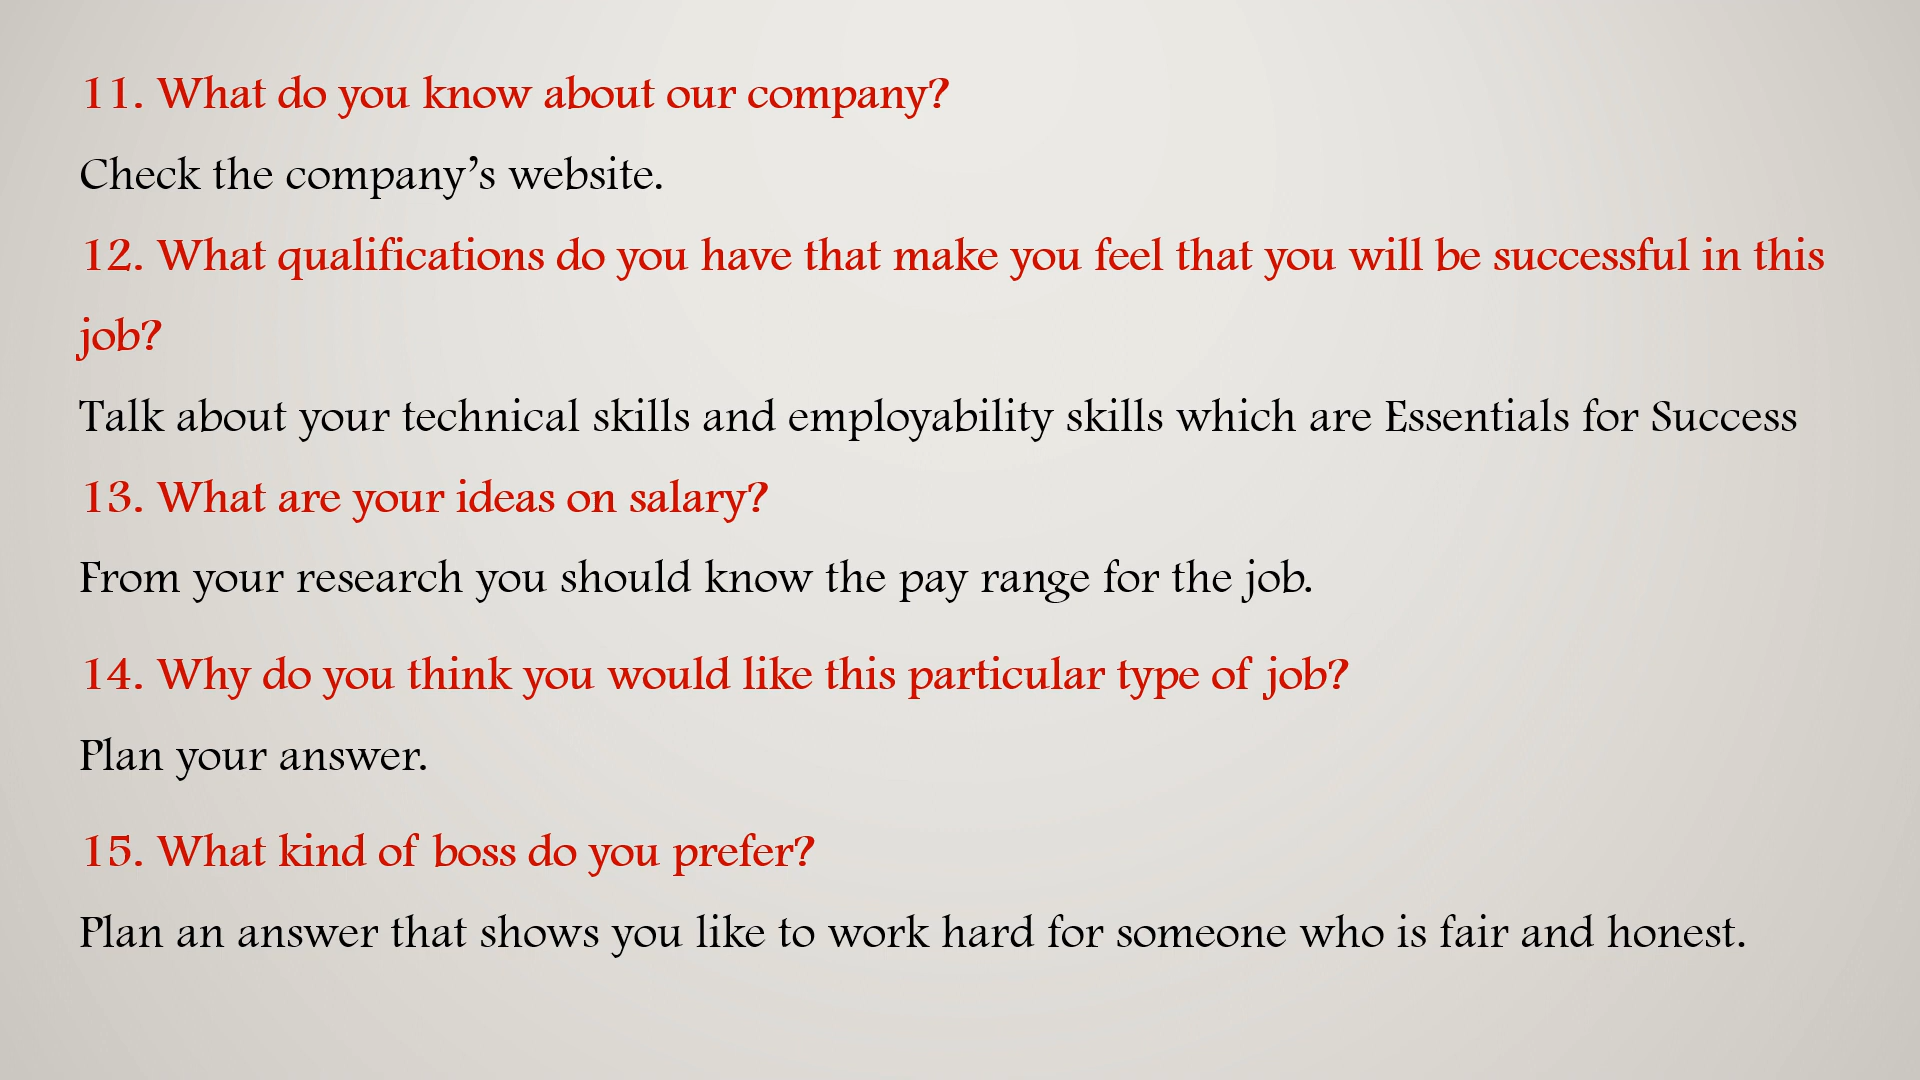 11. What do you know about our company?
Check the company’s website.
12. What qualifications do you have that make you feel that you will be successful in this
job?
Talk about your technical skills and employability skills which are Essentials for Success
13. What are your ideas on salary?
From your research you should know the pay range for the job.
14. Why do you think you would like this particular type of job?
Plan your answer.
15. What kind of boss do you prefer?
Plan an answer that shows you like to work hard for someone who is fair and honest.